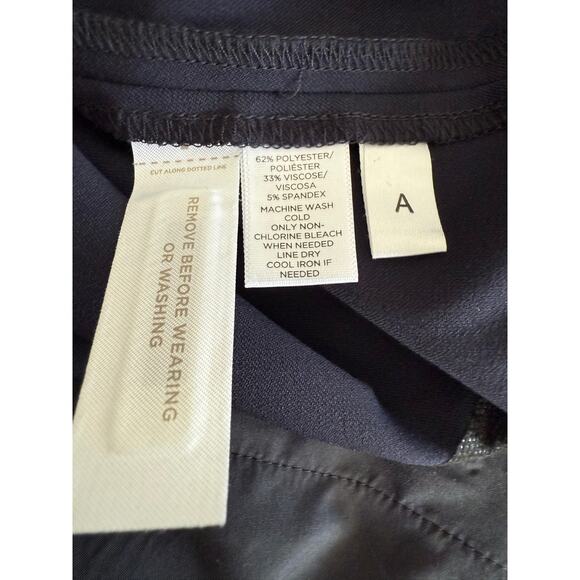 CUT ALONG DOTTED LINE
REMOVE BEFORE WEARING
OR WASHING
62% POLYESTER/
POLIÉSTER
33% VISCOSE/
VISCOSA
5% SPANDEX
MACHINE WASH
COLD
ONLY NON-
CHLORINE BLEACH
WHEN NEEDED
LINE DRY
COOL IRON IF
NEEDED
A